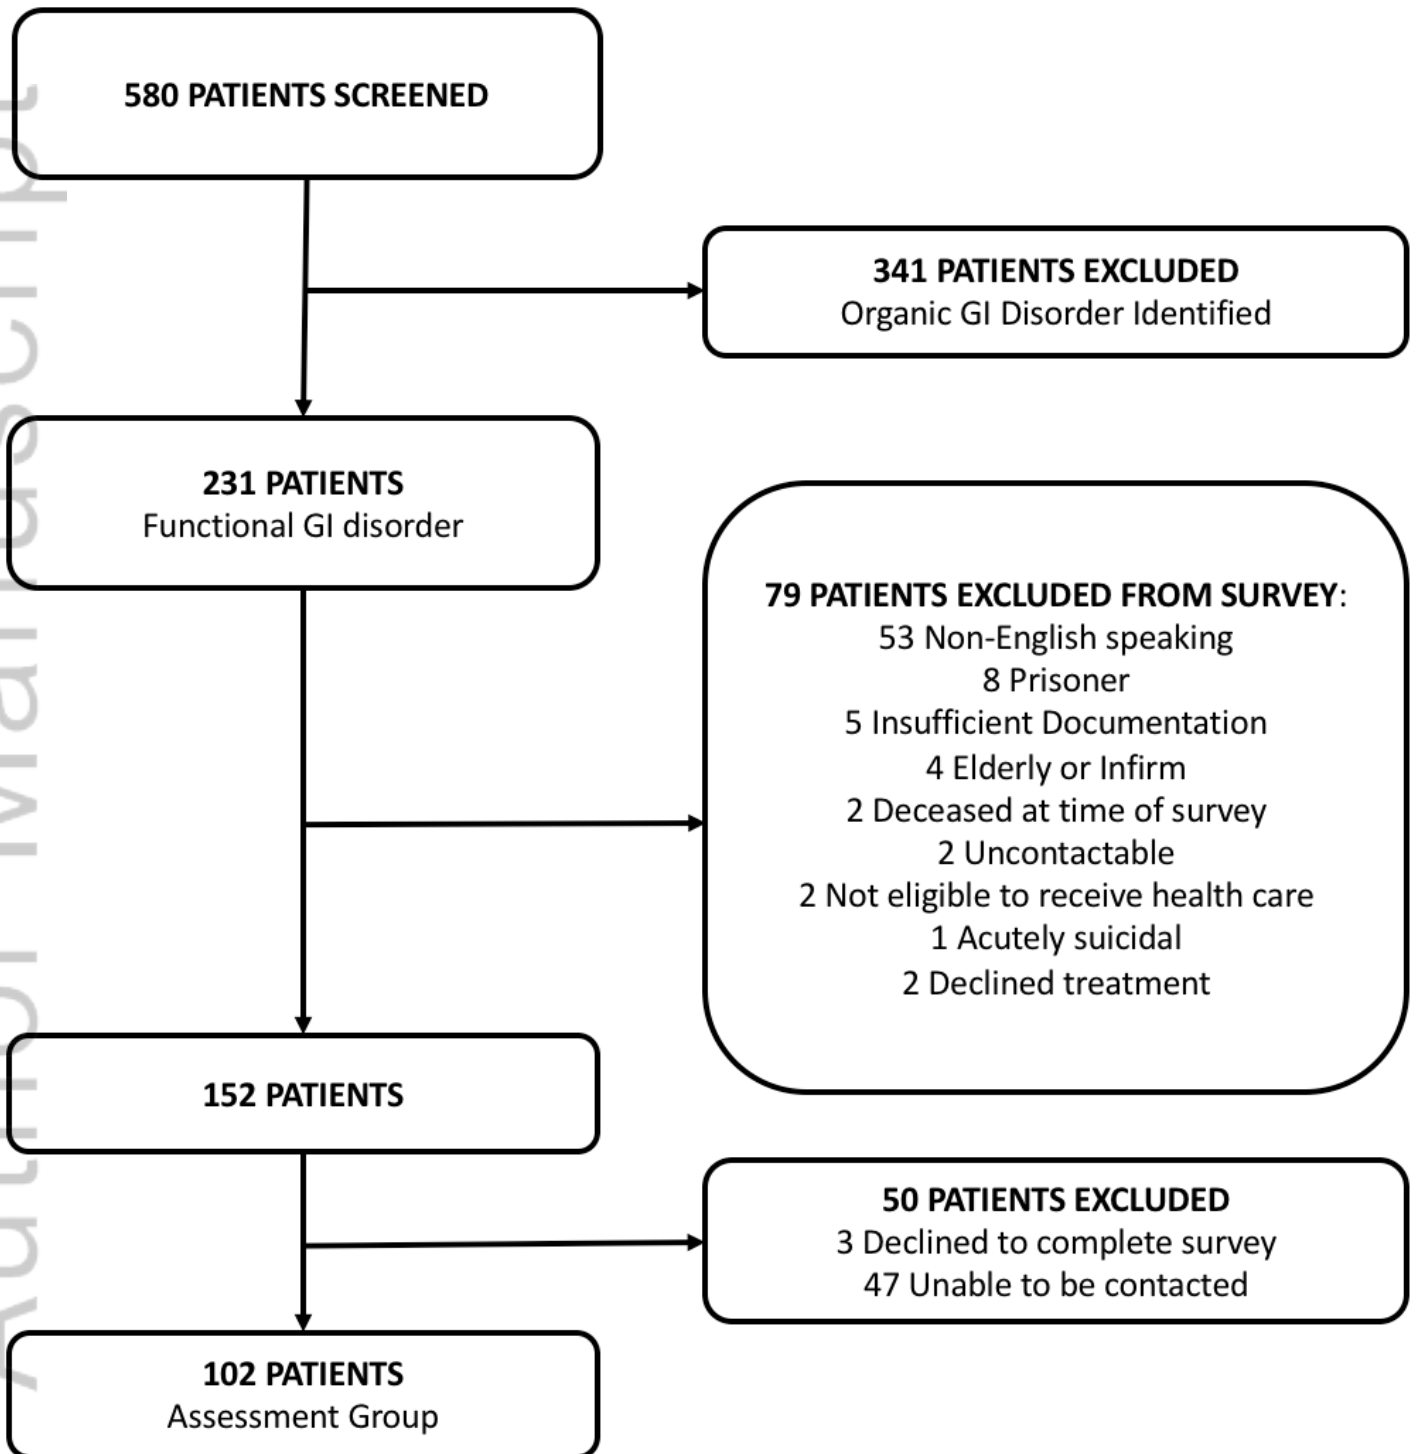 580 PATIENTS SCREENED
341 PATIENTS EXCLUDED
Organic GI Disorder Identified
231 PATIENTS
Functional GI disorder
79 PATIENTS EXCLUDED FROM SURVEY:
53 Non-English speaking
8 Prisoner
5 Insufficient Documentation
4 Elderly or Infirm
2 Deceased at time of survey
2 Uncontactable
2 Not eligible to receive health care
1 Acutely suicidal
2 Declined treatment
152 PATIENTS
50 PATIENTS EXCLUDED
3 Declined to complete survey
47 Unable to be contacted
102 PATIENTS
Assessment Group
Author Manuscript